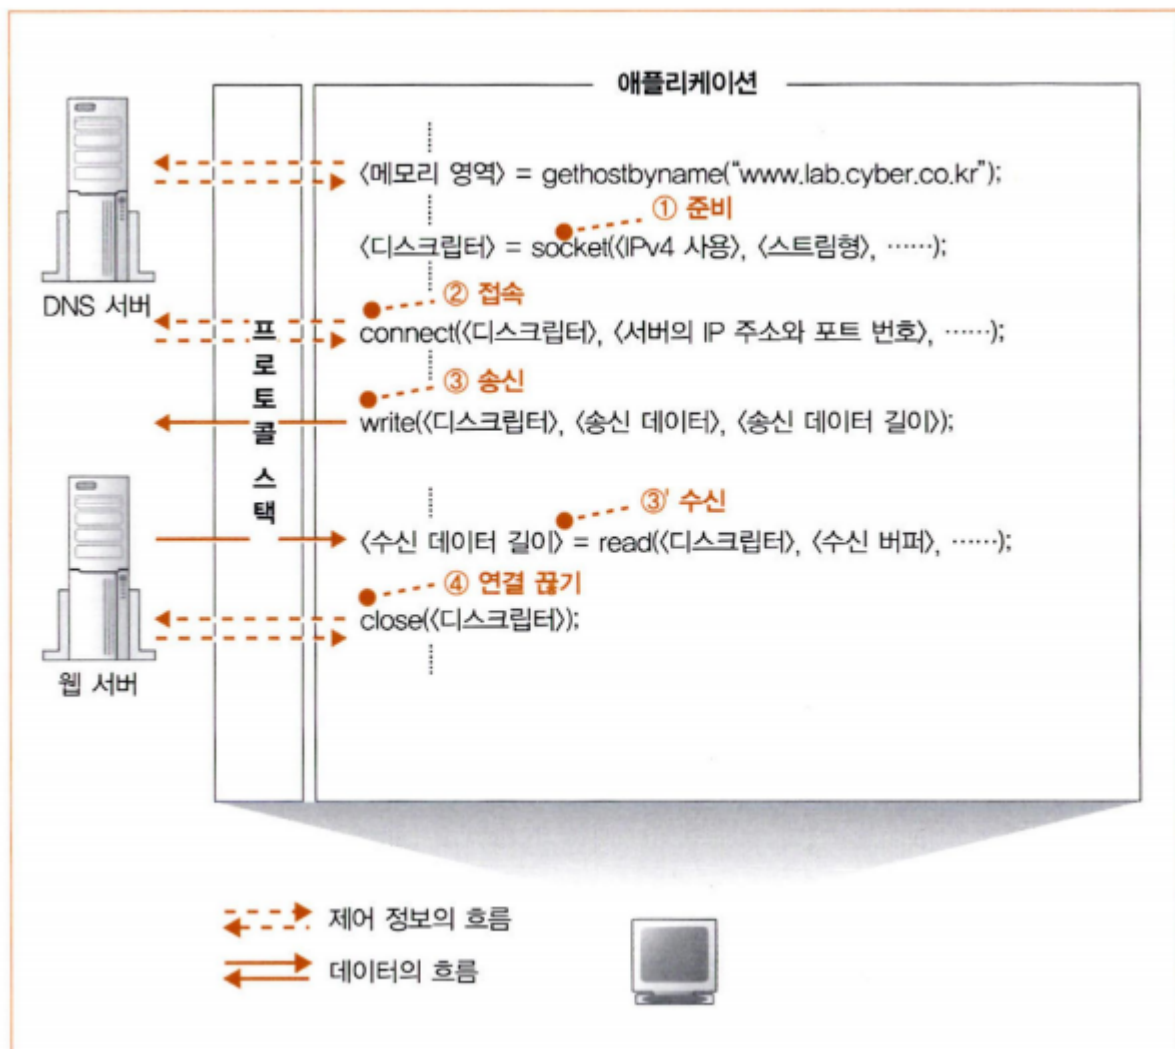 애플리케이션
〈메모리 영역〉 = gethostbyname("www.lab.cyber.co.kr");
① 준비
〈디스크립터〉 = socket(〈IPv4 사용〉, 〈스트림형〉, ……);
DNS 서버
② 접속
connect(〈디스크립터〉, 〈서버의 IP 주소와 포트 번호〉, ……);
③ 송신
write(〈디스크립터〉, 〈송신 데이터〉, 〈송신 데이터 길이〉);
프로토콜 스택
③' 수신
〈수신 데이터 길이〉 = read(〈디스크립터〉, 〈수신 버퍼〉, ……);
④ 연결 끊기
close(〈디스크립터〉);
웹 서버
제어 정보의 흐름
데이터의 흐름